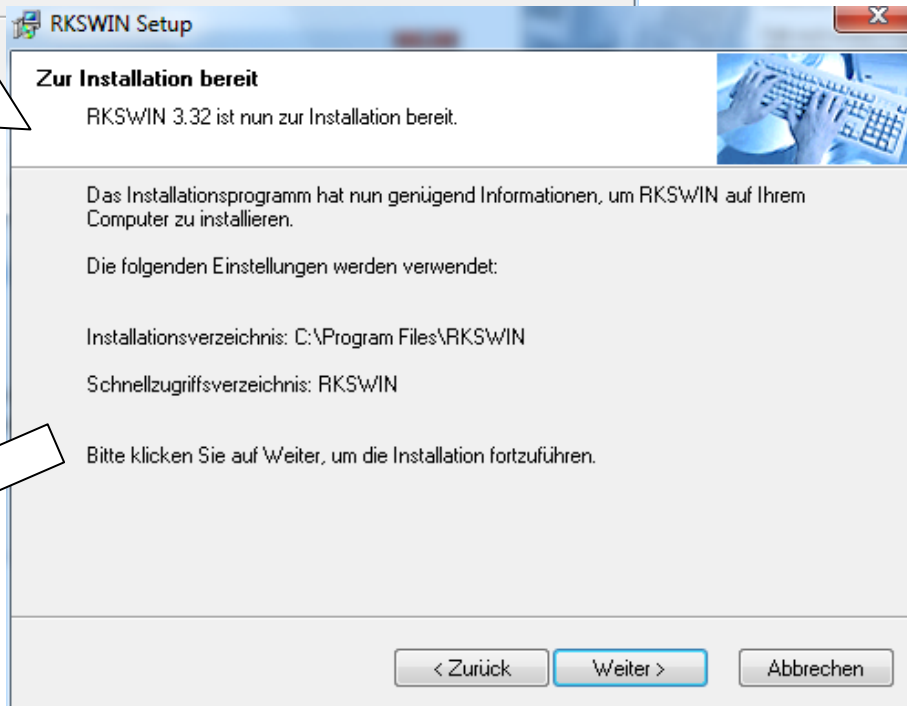 RKSWIN Setup
X
Zur Installation bereit
RKSWIN 3.32 ist nun zur Installation bereit.
Das Installationsprogramm hat nun genügend Informationen, um RKSWIN auf Ihrem
Computer zu installieren.
Die folgenden Einstellungen werden verwendet:
Installationsverzeichnis: C:\Program Files\RKSWIN
Schnellzugriffsverzeichnis: RKSWIN
Bitte klicken Sie auf Weiter, um die Installation fortzuführen.
< Zurück
Weiter >
Abbrechen